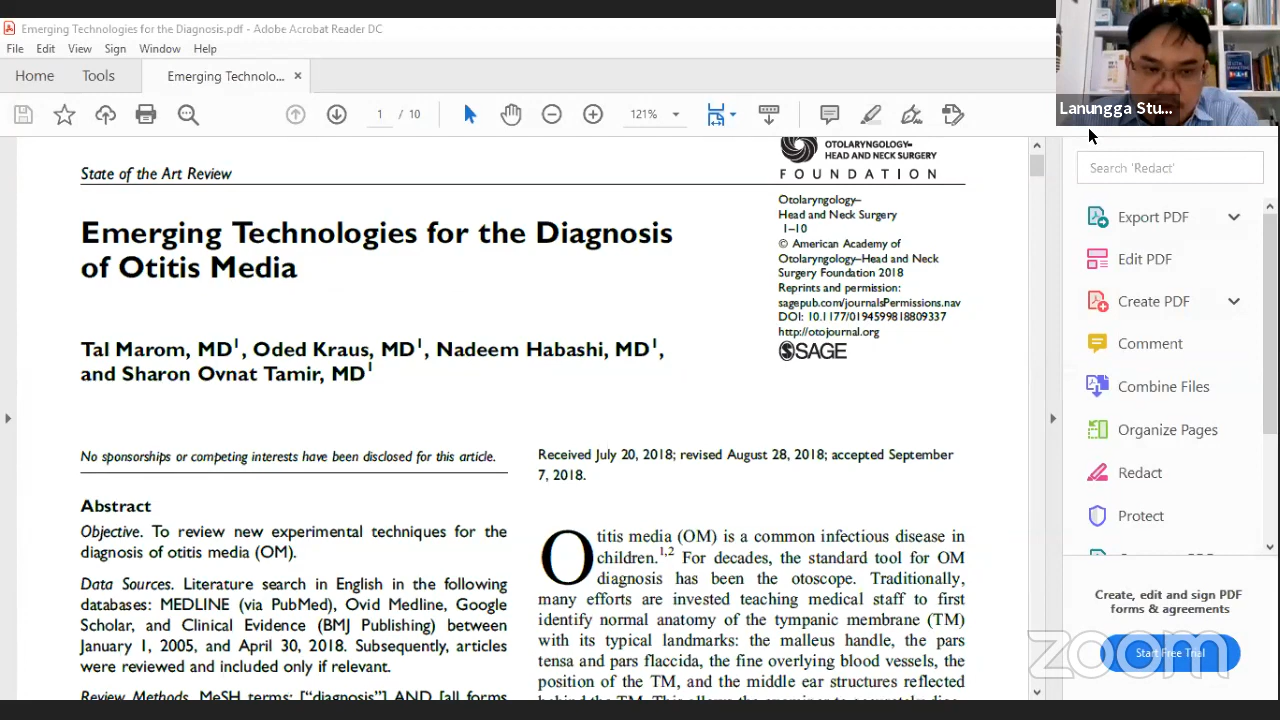 Emerging Technologies for the Diagnosis.pdf - Adobe Acrobat Reader DC
File Edit View Sign Window Help
Home Tools Emerging Technolo... ×
1 / 10 121%
Lanungga Stu...
State of the Art Review
OTOLARYNGOLOGY–
HEAD AND NECK SURGERY
FOUNDATION
Emerging Technologies for the Diagnosis
of Otitis Media
Otolaryngology–
Head and Neck Surgery
1–10
© American Academy of
Otolaryngology–Head and Neck
Surgery Foundation 2018
Reprints and permission:
sagepub.com/journalsPermissions.nav
DOI: 10.1177/0194599818809337
http://otojournal.org
SAGE
Tal Marom, MD1, Oded Kraus, MD1, Nadeem Habashi, MD1,
and Sharon Ovnat Tamir, MD1
No sponsorships or competing interests have been disclosed for this article.
Abstract
Objective. To review new experimental techniques for the
diagnosis of otitis media (OM).
Data Sources. Literature search in English in the following
databases: MEDLINE (via PubMed), Ovid Medline, Google
Scholar, and Clinical Evidence (BMJ Publishing) between
January 1, 2005, and April 30, 2018. Subsequently, articles
were reviewed and included only if relevant.
Review Methods. MeSH terms: ["diagnosis"] AND [all forms
Received July 20, 2018; revised August 28, 2018; accepted September
7, 2018.
Otitis media (OM) is a common infectious disease in
children.1,2 For decades, the standard tool for OM
diagnosis has been the otoscope. Traditionally,
many efforts are invested teaching medical staff to first
identify normal anatomy of the tympanic membrane (TM)
with its typical landmarks: the malleus handle, the pars
tensa and pars flaccida, the fine overlying blood vessels, the
position of the TM, and the middle ear structures reflected
Search 'Redact'
Export PDF
Edit PDF
Create PDF
Comment
Combine Files
Organize Pages
Redact
Protect
Create, edit and sign PDF
forms & agreements
Start Free Trial
zoom